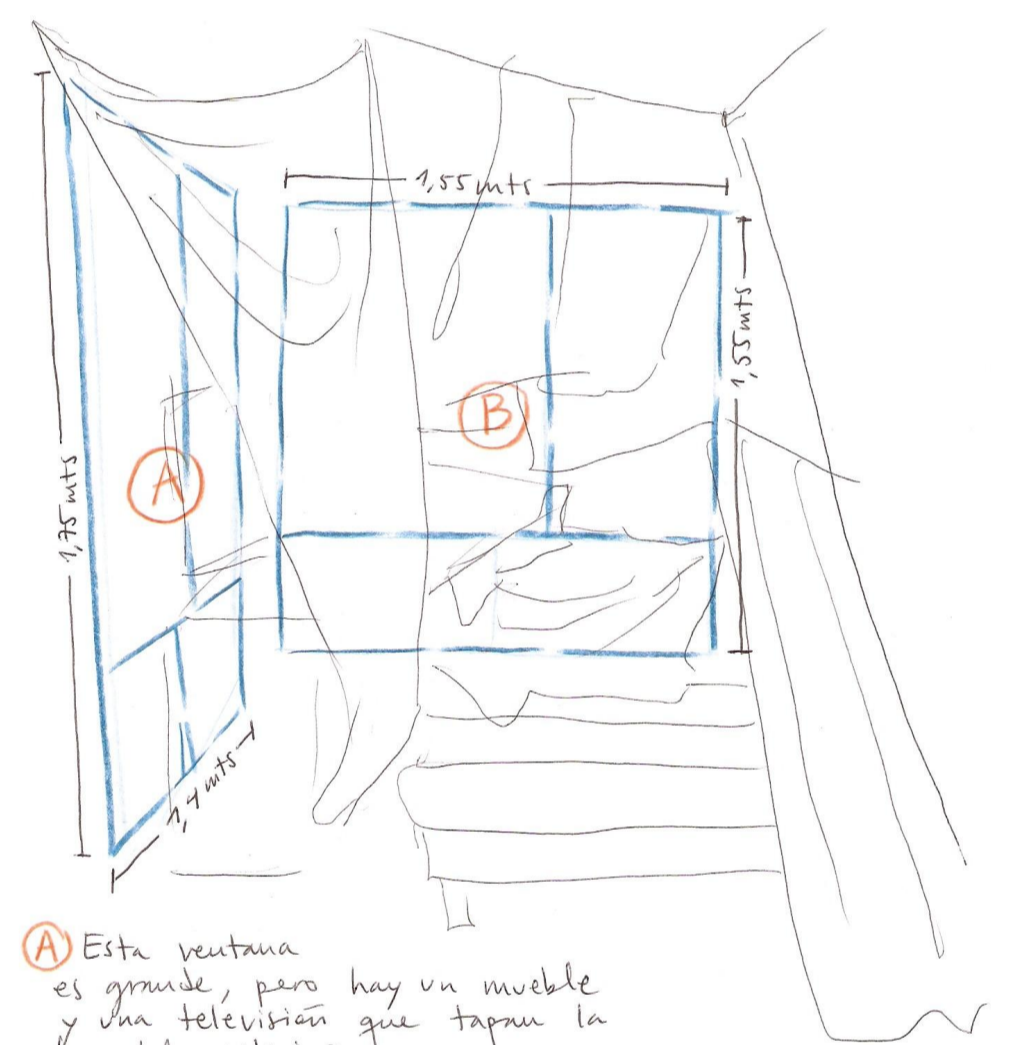 1,55 mts
1,55 mts
B
A
1,75 mts
1,4 mts
A Esta ventana
es grande, pero hay un mueble
y una televisión que tapan la